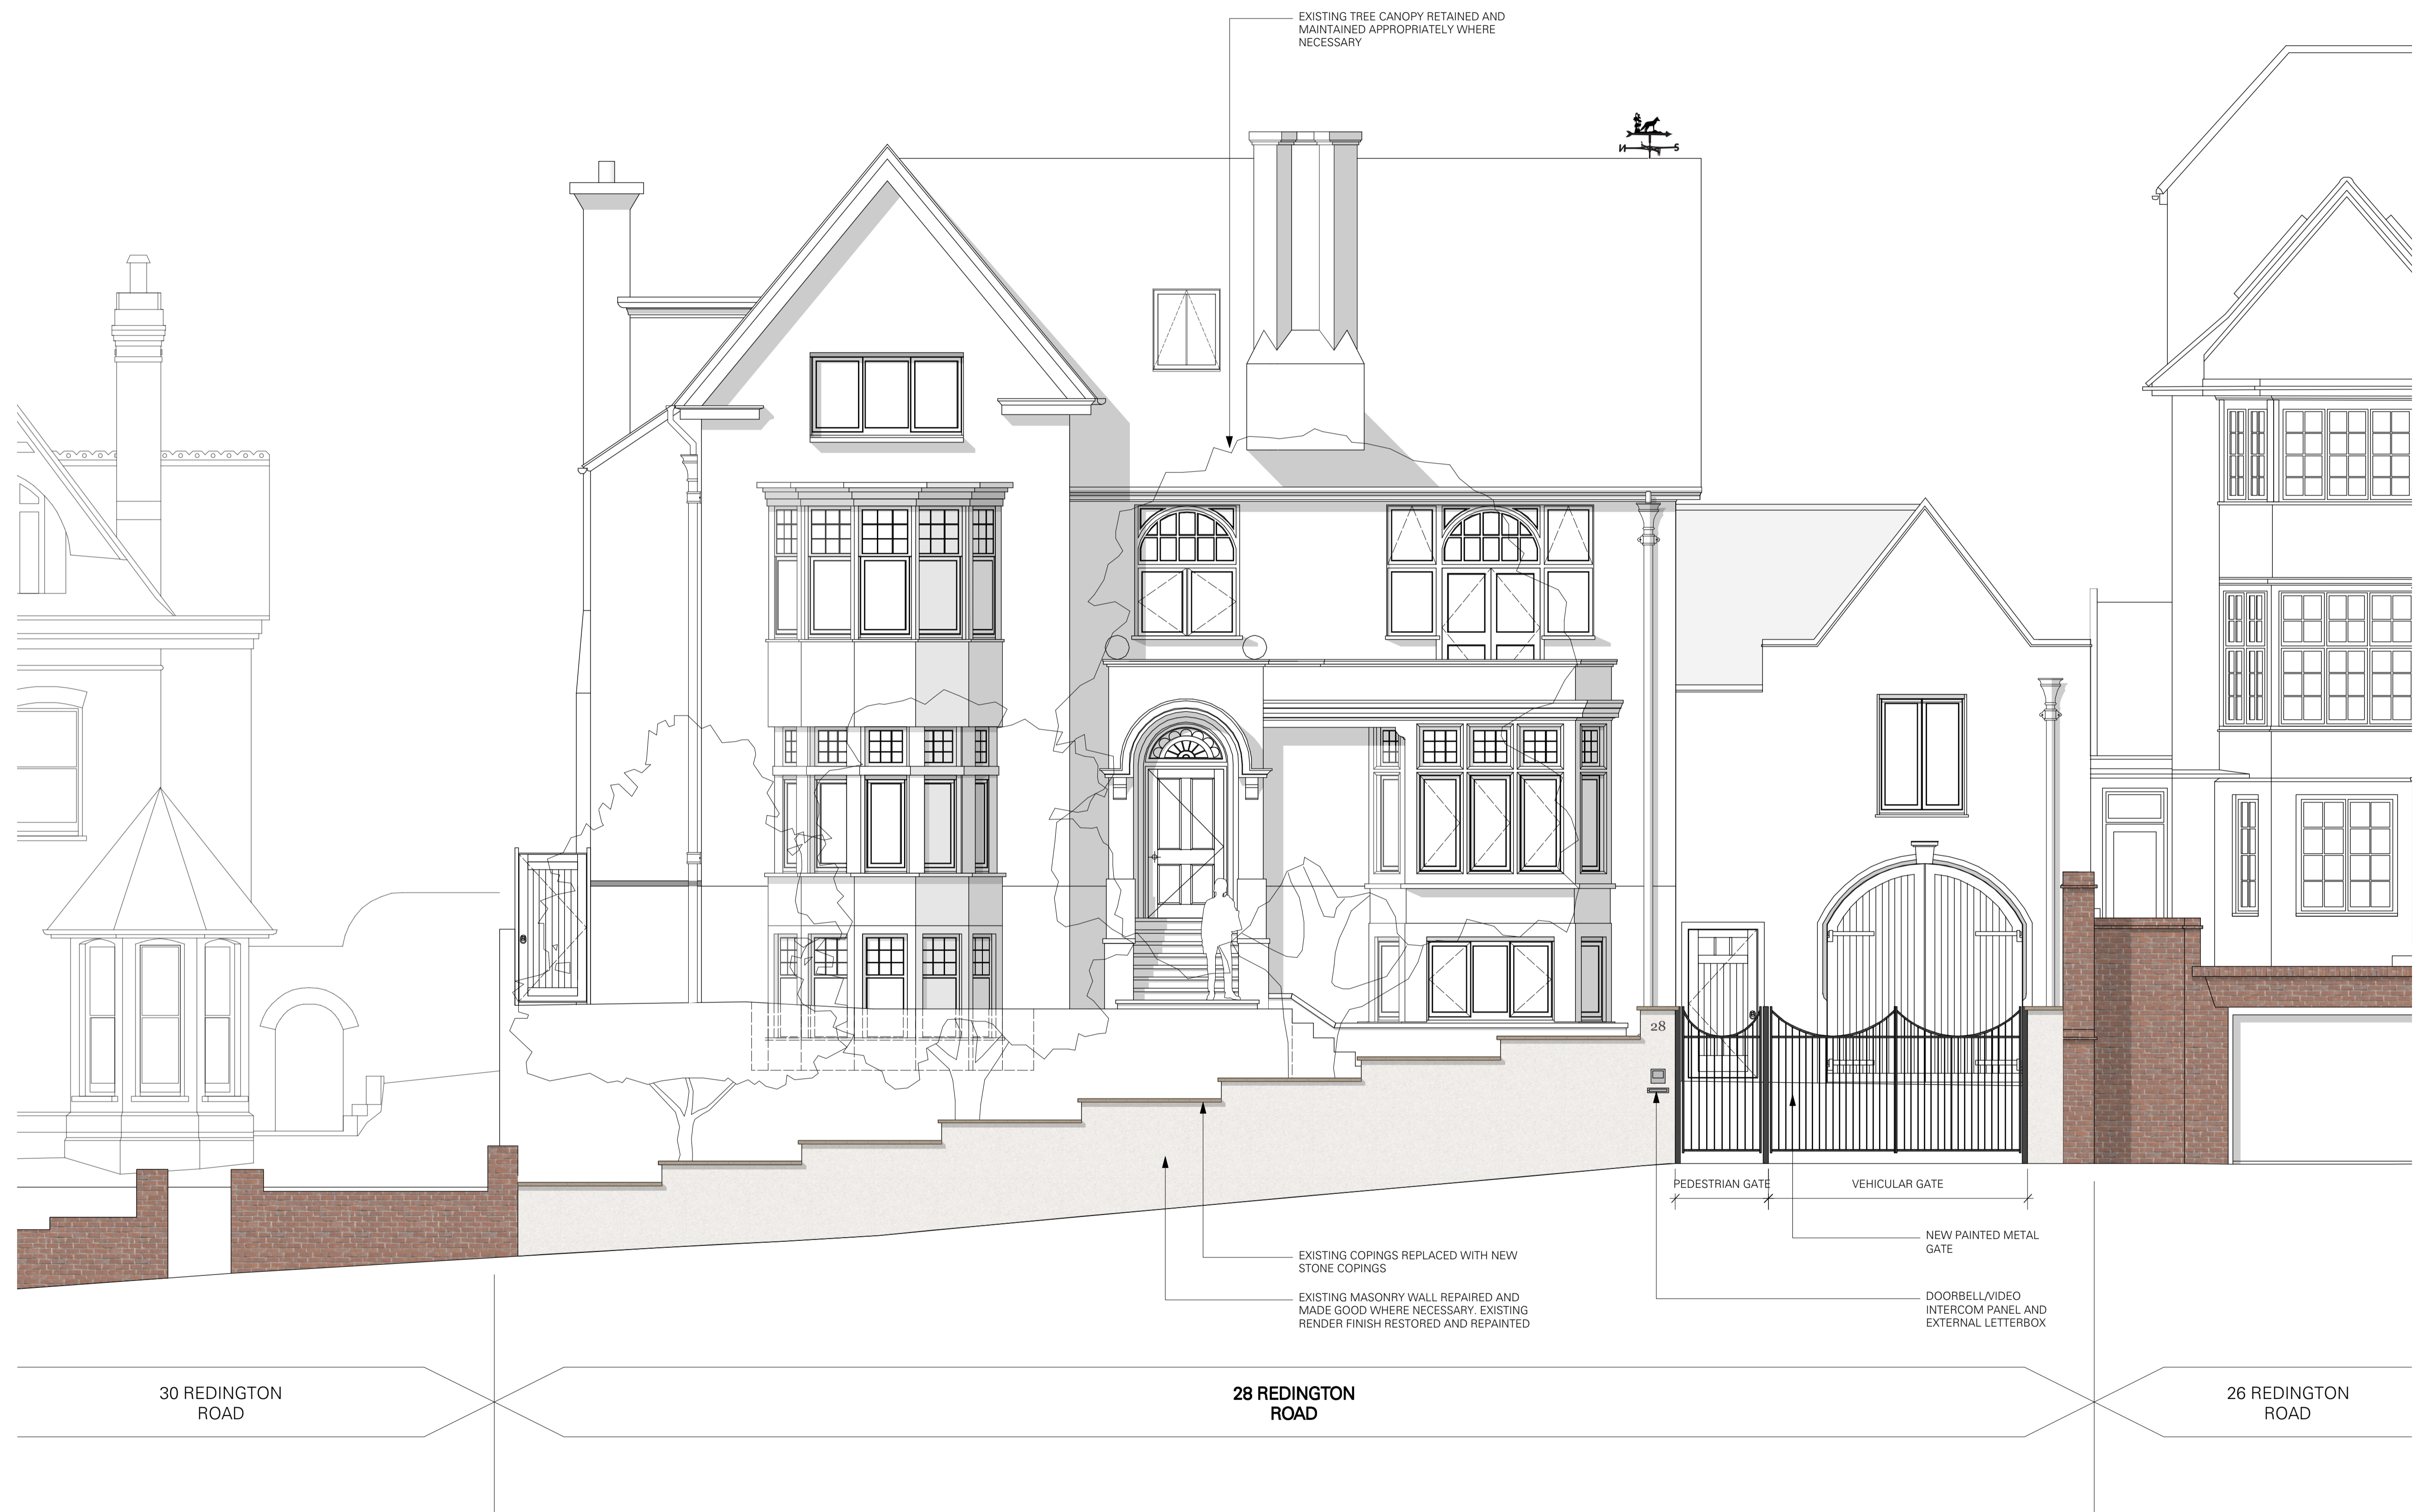 EXISTING TREE CANOPY RETAINED AND
MAINTAINED APPROPRIATELY WHERE
NECESSARY
N S
28
PEDESTRIAN GATE
VEHICULAR GATE
NEW PAINTED METAL
GATE
EXISTING COPINGS REPLACED WITH NEW
STONE COPINGS
EXISTING MASONRY WALL REPAIRED AND
MADE GOOD WHERE NECESSARY. EXISTING
RENDER FINISH RESTORED AND REPAINTED
DOORBELL/VIDEO
INTERCOM PANEL AND
EXTERNAL LETTERBOX
30 REDINGTON
ROAD
28 REDINGTON
ROAD
26 REDINGTON
ROAD